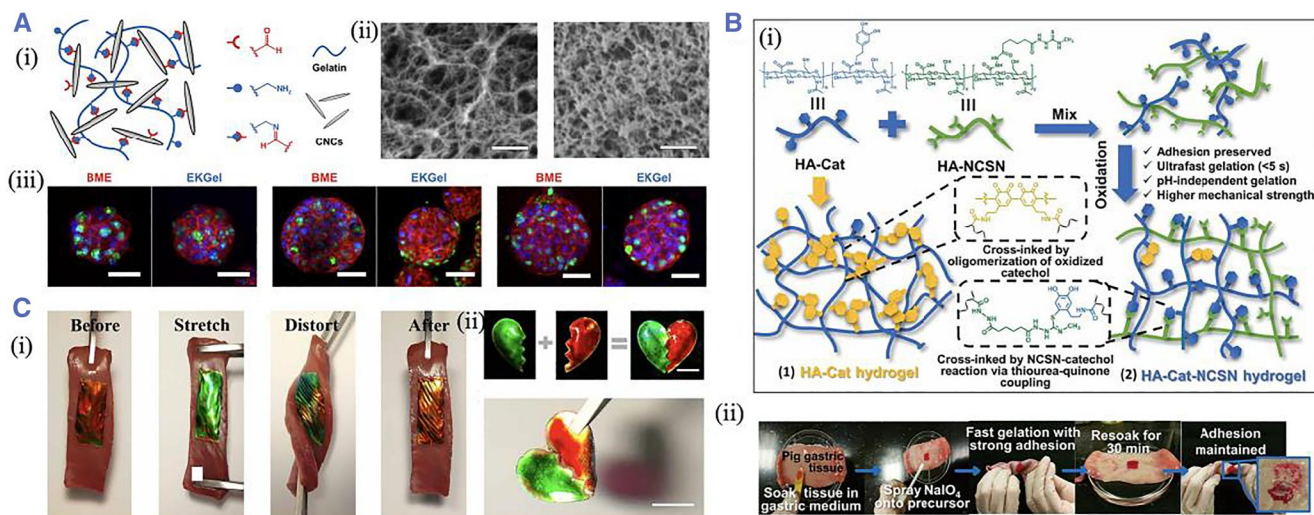 A
(i)
O
H
NH₂
N
H
Gelatin
CNCs
(ii)
(iii)
BME
EKGel
BME
EKGel
BME
EKGel
C
(i)
Before
Stretch
Distort
After
(ii)
+
=
B
(i)
HA-Cat
+
HA-NCSN
Mix
Oxidation
✓ Adhesion preserved
✓ Ultrafast gelation (<5 s)
✓ pH-independent gelation
✓ Higher mechanical strength
Cross-inked by
oligomerization of oxidized
catechol
Cross-inked by NCSN-catechol
reaction via thiourea-quinone
coupling
(1) HA-Cat hydrogel
(2) HA-Cat-NCSN hydrogel
(ii)
Pig gastric
tissue
Soak tissue in
gastric medium
Spray NaIO₄
onto precursor
Fast gelation with
strong adhesion
Resoak for
30 min
Adhesion
maintained